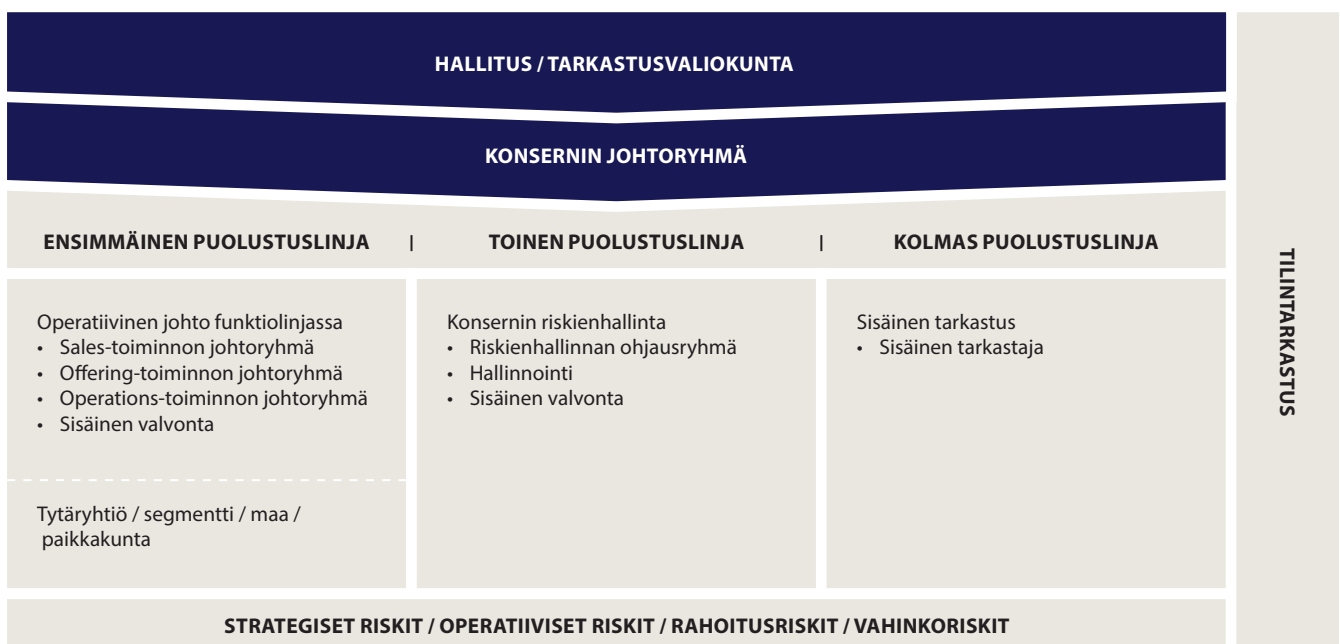 HALLITUS / TARKASTUSVALIOKUNTA
KONSERNIN JOHTORYHMÄ
ENSIMMÄINEN PUOLUSTUSLINJA | TOINEN PUOLUSTUSLINJA | KOLMAS PUOLUSTUSLINJA
Operatiivinen johto funktiolinjassa
• Sales-toiminnon johtoryhmä
• Offering-toiminnon johtoryhmä
• Operations-toiminnon johtoryhmä
• Sisäinen valvonta
Tytäryhtiö / segmentti / maa /
paikkakunta
Konsernin riskienhallinta
• Riskienhallinnan ohjausryhmä
• Hallinnointi
• Sisäinen valvonta
Sisäinen tarkastus
• Sisäinen tarkastaja
STRATEGISET RISKIT / OPERATIIVISET RISKIT / RAHOITUSRISKIT / VAHINKORISKIT
TILINTARKASTUS